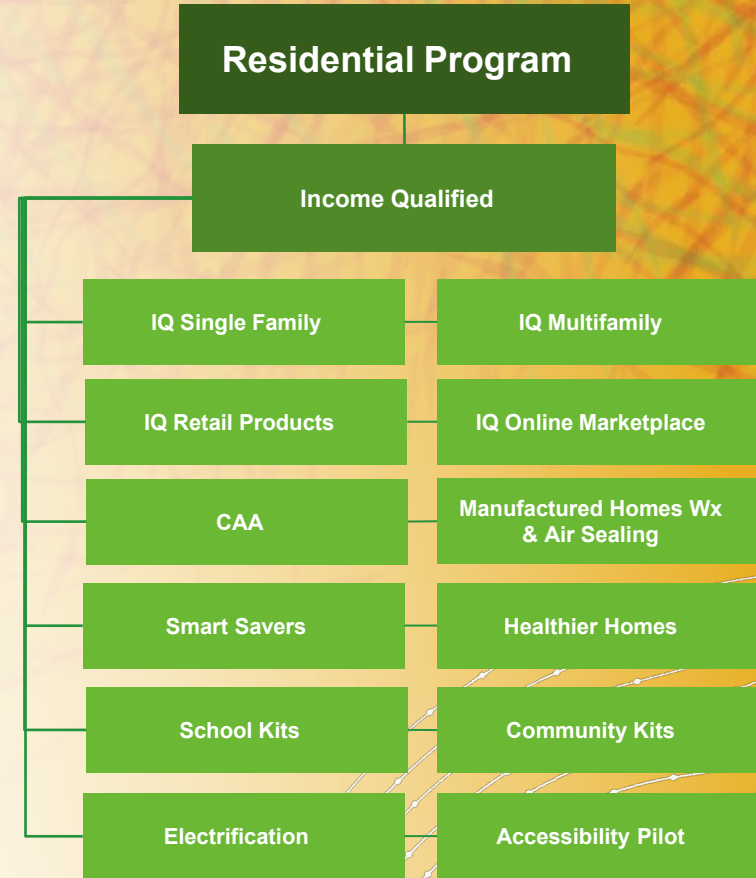 Residential Program
Income Qualified
IQ Single Family
IQ Multifamily
IQ Retail Products
IQ Online Marketplace
CAA
Manufactured Homes Wx
& Air Sealing
Smart Savers
Healthier Homes
School Kits
Community Kits
Electrification
Accessibility Pilot